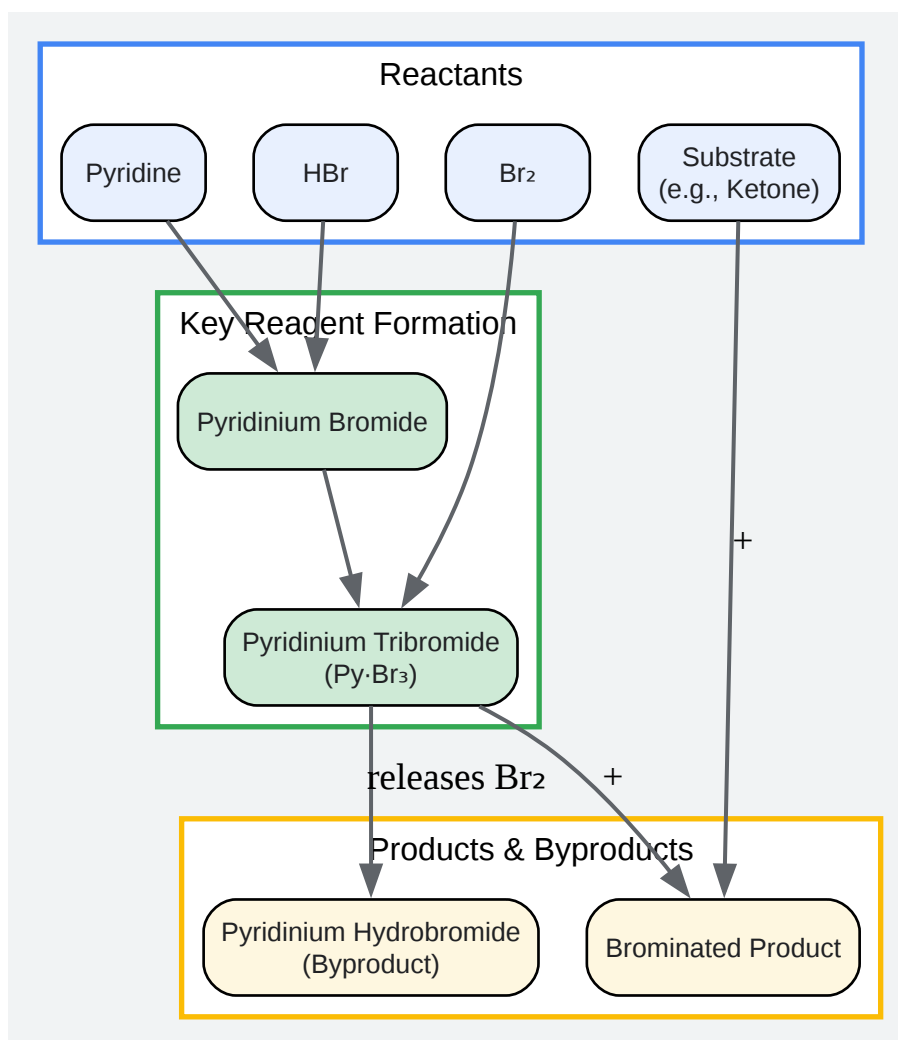 Reactants
Pyridine
HBr
Br₂
Substrate
(e.g., Ketone)
Key Reagent Formation
Pyridinium Bromide
+
Pyridinium Tribromide
(Py·Br₃)
releases Br₂
+
Products & Byproducts
Pyridinium Hydrobromide
(Byproduct)
Brominated Product